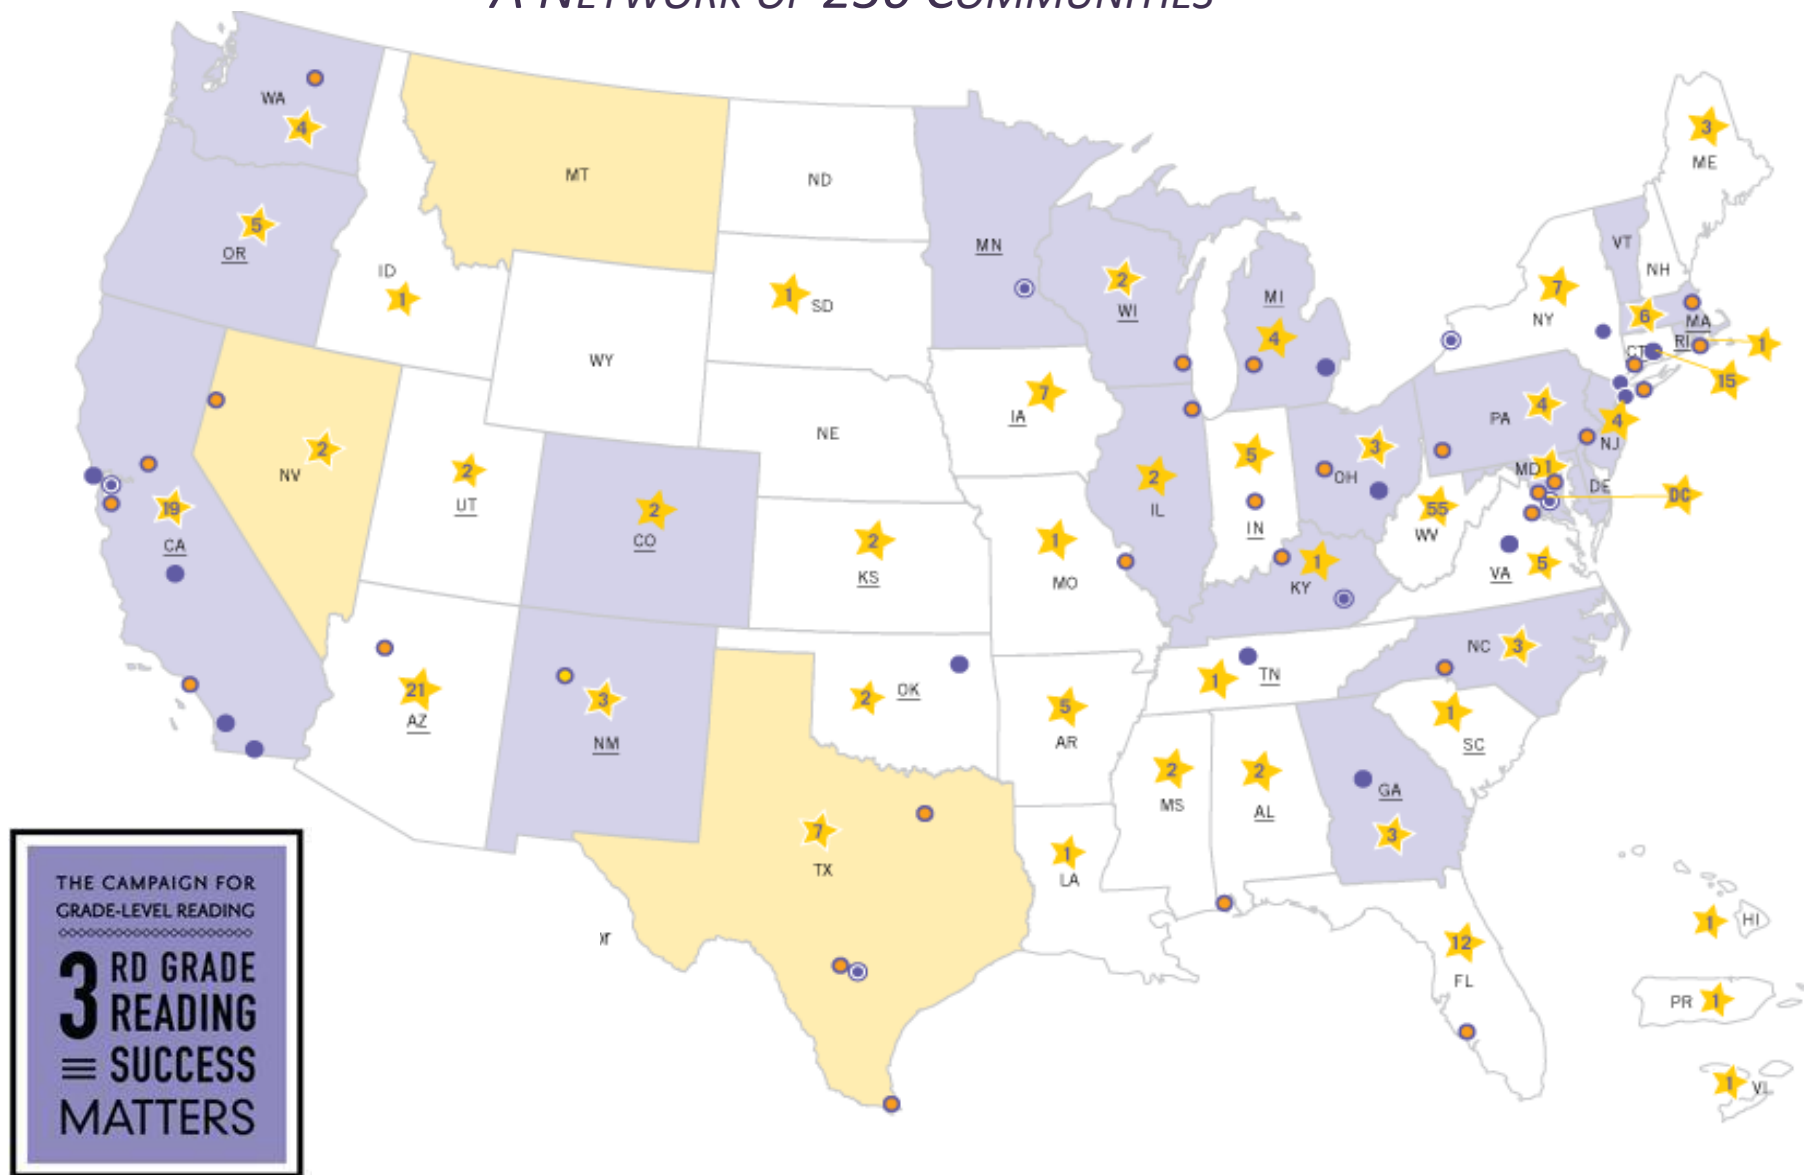 A NETWORK OF 230 COMMUNITIES
WA
4
MT
ND
3
ME
OR
5
ID
1
MN
1
SD
2
WI
MI
4
VT
NH
7
NY
6
MA
RI
CT
1
15
WY
NE
IA
7
PA
4
4
NJ
NV
2
2
UT
2
CO
2
KS
1
MO
2
IL
5
IN
3
OH
MD
1
DE
DC
55
WV
VA
5
19
CA
KY
1
NC
3
21
AZ
3
NM
2
OK
5
AR
1
TN
1
SC
7
TX
1
LA
2
MS
2
AL
GA
3
12
FL
1
HI
PR
1
1
VI
or
THE CAMPAIGN FOR
GRADE-LEVEL READING
3 RD GRADE
READING
= SUCCESS
MATTERS